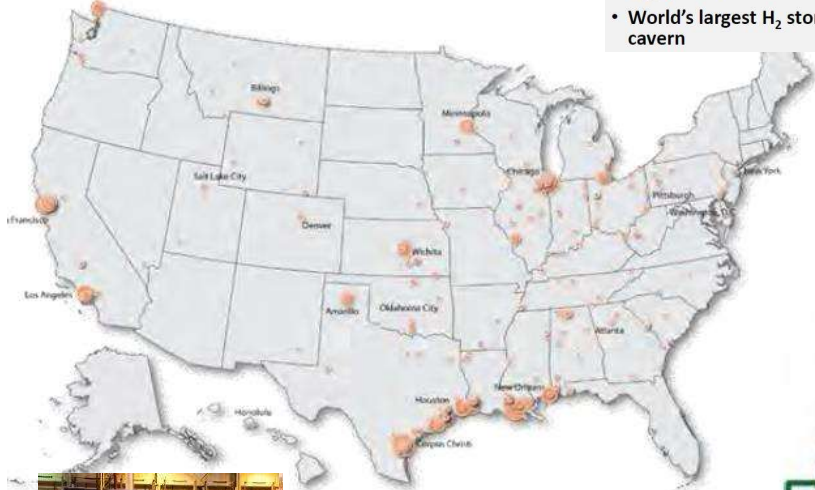 • World's largest H₂ stor
cavern
Billings
Minneapolis
Salt Lake City
Chicago
New York
Pittsburgh
Washington, D.C.
n Francisco
Denver
Wichita
Los Angeles
Amarillo
Oklahoma City
Atlanta
Houston
New Orleans
Honolulu
Corpus Christi